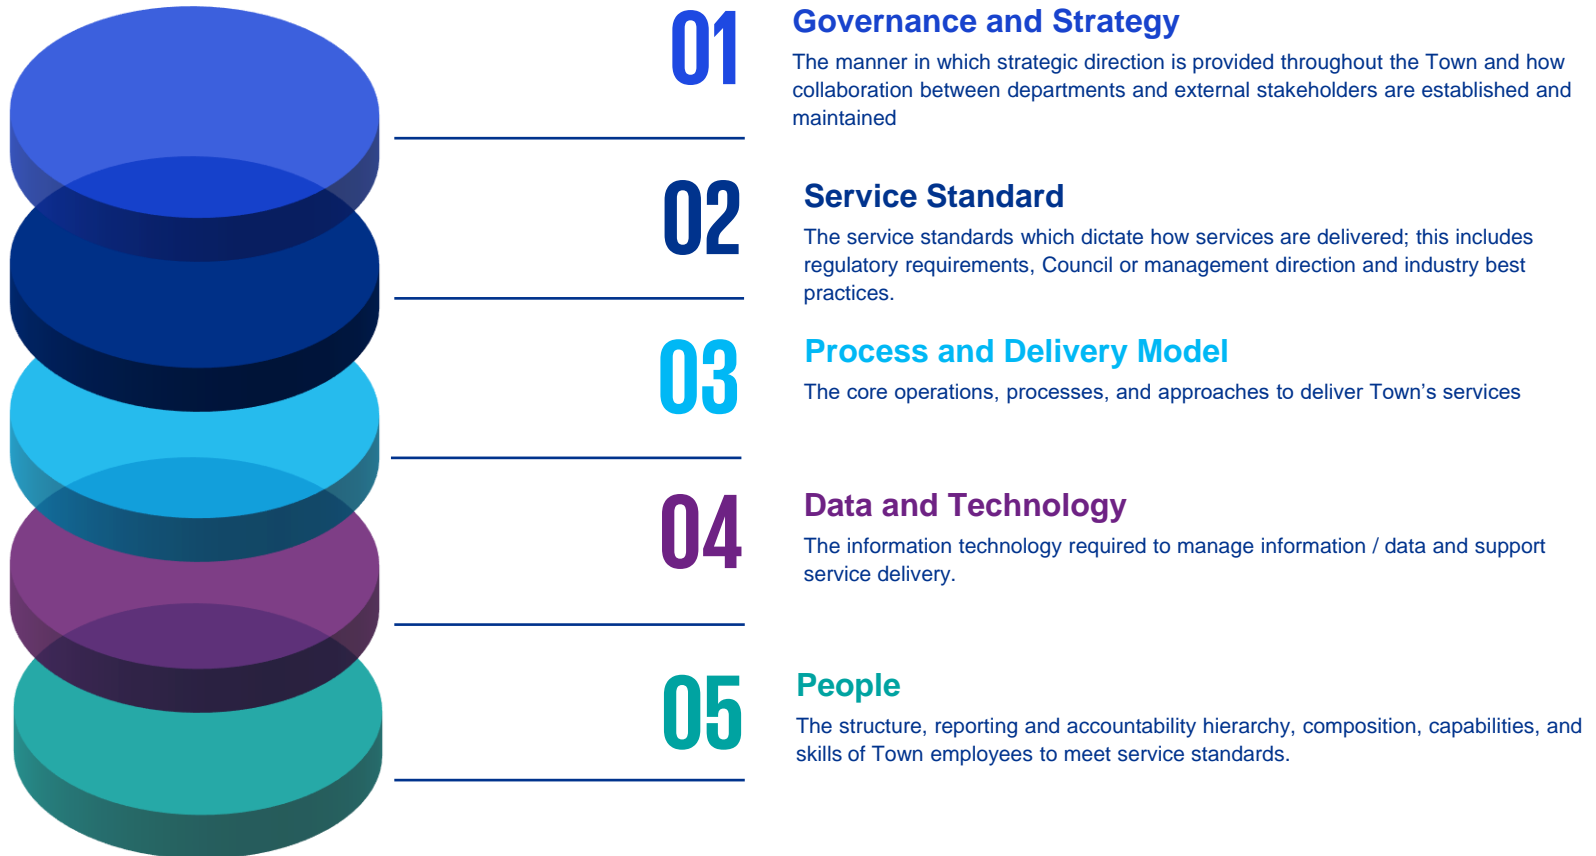 01
Governance and Strategy
The manner in which strategic direction is provided throughout the Town and how
collaboration between departments and external stakeholders are established and
maintained
02
Service Standard
The service standards which dictate how services are delivered; this includes
regulatory requirements, Council or management direction and industry best
practices.
03
Process and Delivery Model
The core operations, processes, and approaches to deliver Town’s services
04
Data and Technology
The information technology required to manage information / data and support
service delivery.
05
People
The structure, reporting and accountability hierarchy, composition, capabilities, and
skills of Town employees to meet service standards.